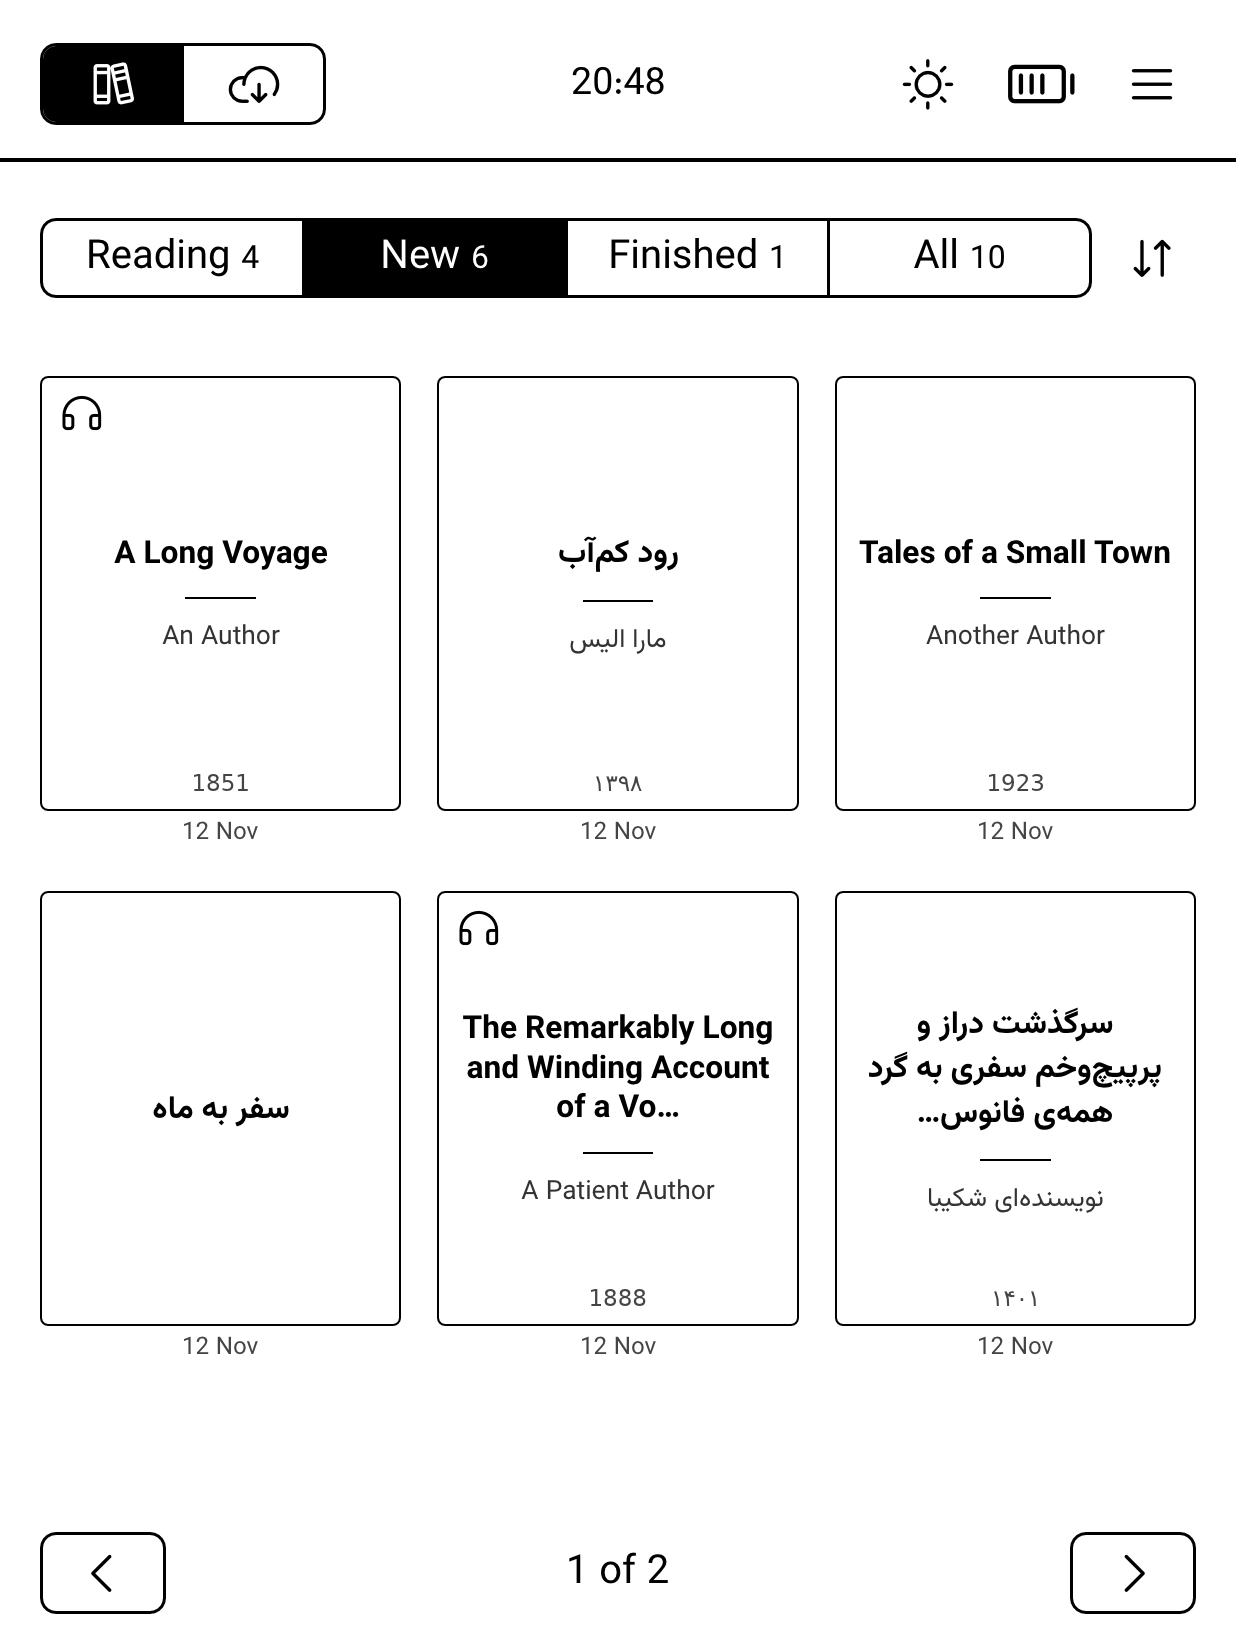 20:48
Reading 4
New 6
Finished 1
All 10
A Long Voyage
An Author
1851
12 Nov
رود کم‌آب
مارا الیس
۱۳۹۸
12 Nov
Tales of a Small Town
Another Author
1923
12 Nov
سفر به ماه
12 Nov
The Remarkably Long
and Winding Account
of a Vo…
A Patient Author
1888
12 Nov
سرگذشت دراز و
پرپیچ‌وخم سفری به گرد
همه‌ی فانوس…
نویسنده‌ای شکیبا
۱۴۰۱
12 Nov
1 of 2